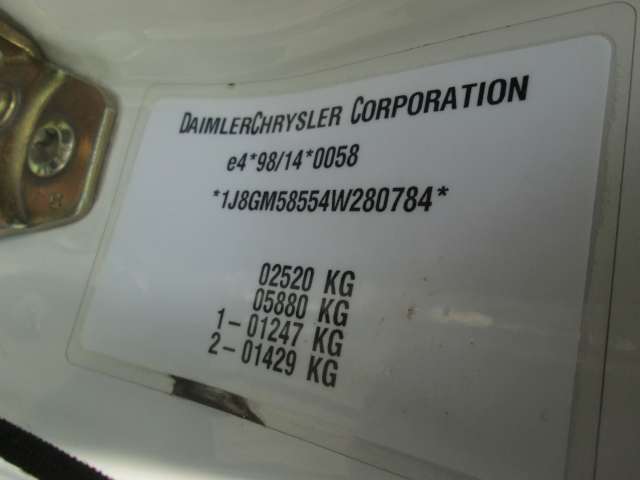 DAIMLERCHRYSLER CORPORATION
e4*98/14*0058
*1J8GM58554W280784*
02520 KG
05880 KG
1-01247 KG
2-01429 KG